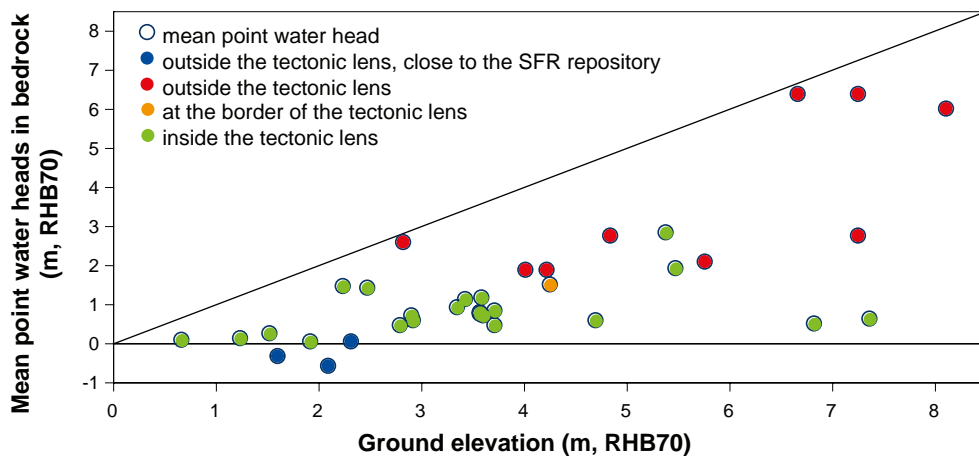 mean point water head
outside the tectonic lens, close to the SFR repository
outside the tectonic lens
at the border of the tectonic lens
inside the tectonic lens
Mean point water heads in bedrock
(m, RHB70)
8
7
6
5
4
3
2
1
0
-1
0 1 2 3 4 5 6 7 8
Ground elevation (m, RHB70)